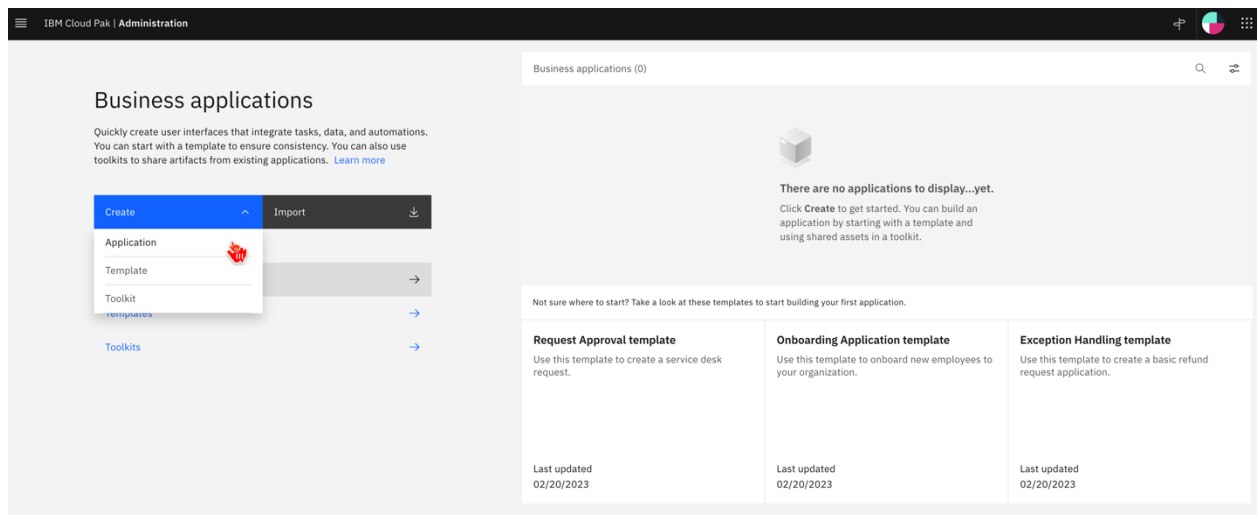 IBM Cloud Pak | Administration
Business applications
Quickly create user interfaces that integrate tasks, data, and automations.
You can start with a template to ensure consistency. You can also use
toolkits to share artifacts from existing applications. Learn more
Create
Import
Application
Template
Toolkit
Templates
Toolkits
Business applications (0)
There are no applications to display...yet.
Click Create to get started. You can build an
application by starting with a template and
using shared assets in a toolkit.
Not sure where to start? Take a look at these templates to start building your first application.
Request Approval template
Use this template to create a service desk
request.
Last updated
02/20/2023
Onboarding Application template
Use this template to onboard new employees to
your organization.
Last updated
02/20/2023
Exception Handling template
Use this template to create a basic refund
request application.
Last updated
02/20/2023